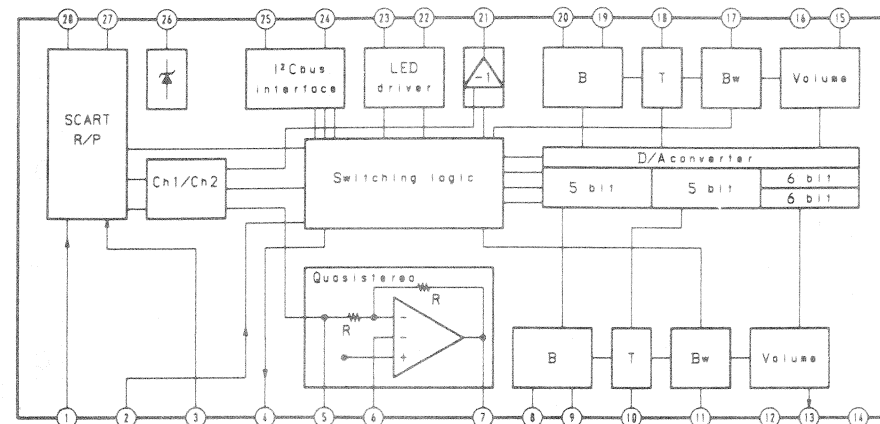 28 27 26 25 24 23 22 21 20 19 18 17 16 15
I²Cbus
interface
LED
driver
-1
B T Bw Volume
SCART
R/P
Ch1/Ch2
Switching logic
D/A converter
5 bit 5 bit 6 bit
6 bit
Quasistereo
R
R
B T Bw Volume
1 2 3 4 5 6 7 8 9 10 11 12 13 14